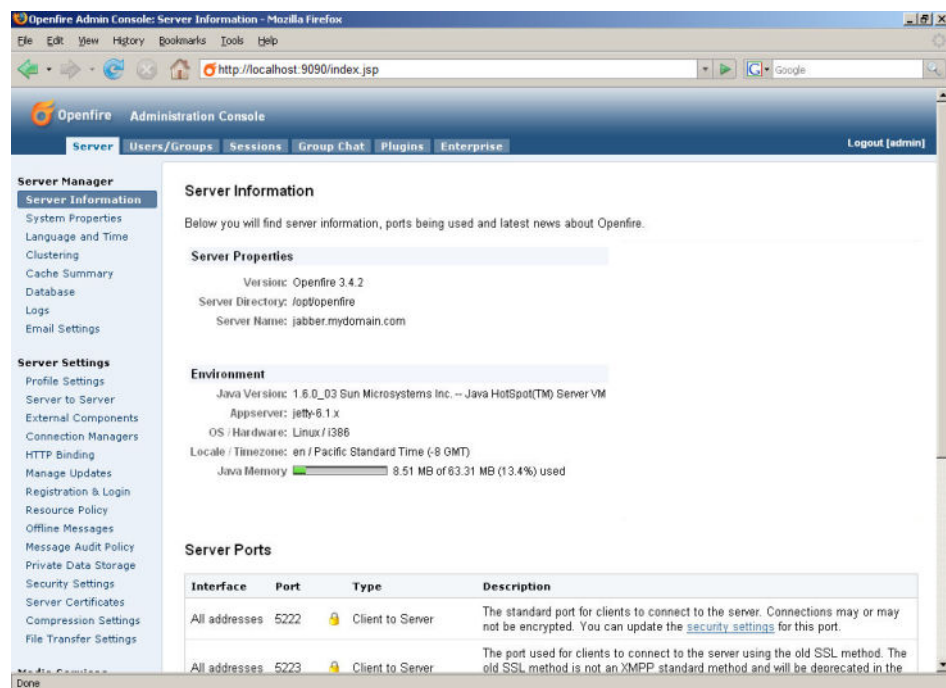 Openfire Admin Console: Server Information - Mozilla Firefox
File Edit View History Bookmarks Tools Help
http://localhost:9090/index.jsp
Google
Openfire Administration Console
Server Users/Groups Sessions Group Chat Plugins Enterprise
Logout [admin]
Server Manager
Server Information
System Properties
Language and Time
Clustering
Cache Summary
Database
Logs
Email Settings
Server Settings
Profile Settings
Server to Server
External Components
Connection Managers
HTTP Binding
Manage Updates
Registration & Login
Resource Policy
Offline Messages
Message Audit Policy
Private Data Storage
Security Settings
Server Certificates
Compression Settings
File Transfer Settings
Server Information
Below you will find server information, ports being used and latest news about Openfire.
Server Properties
Version: Openfire 3.4.2
Server Directory: /opt/openfire
Server Name: jabber.mydomain.com
Environment
Java Version: 1.6.0_03 Sun Microsystems Inc. -- Java HotSpot(TM) Server VM
Appserver: jetty-6.1.x
OS / Hardware: Linux / i386
Locale / Timezone: en / Pacific Standard Time (-8 GMT)
Java Memory 8.51 MB of 63.31 MB (13.4%) used
Server Ports
Interface Port Type Description
All addresses 5222 Client to Server The standard port for clients to connect to the server. Connections may or may
not be encrypted. You can update the security settings for this port.
All addresses 5223 Client to Server The port used for clients to connect to the server using the old SSL method. The
old SSL method is not an XMPP standard method and will be deprecated in the
Done